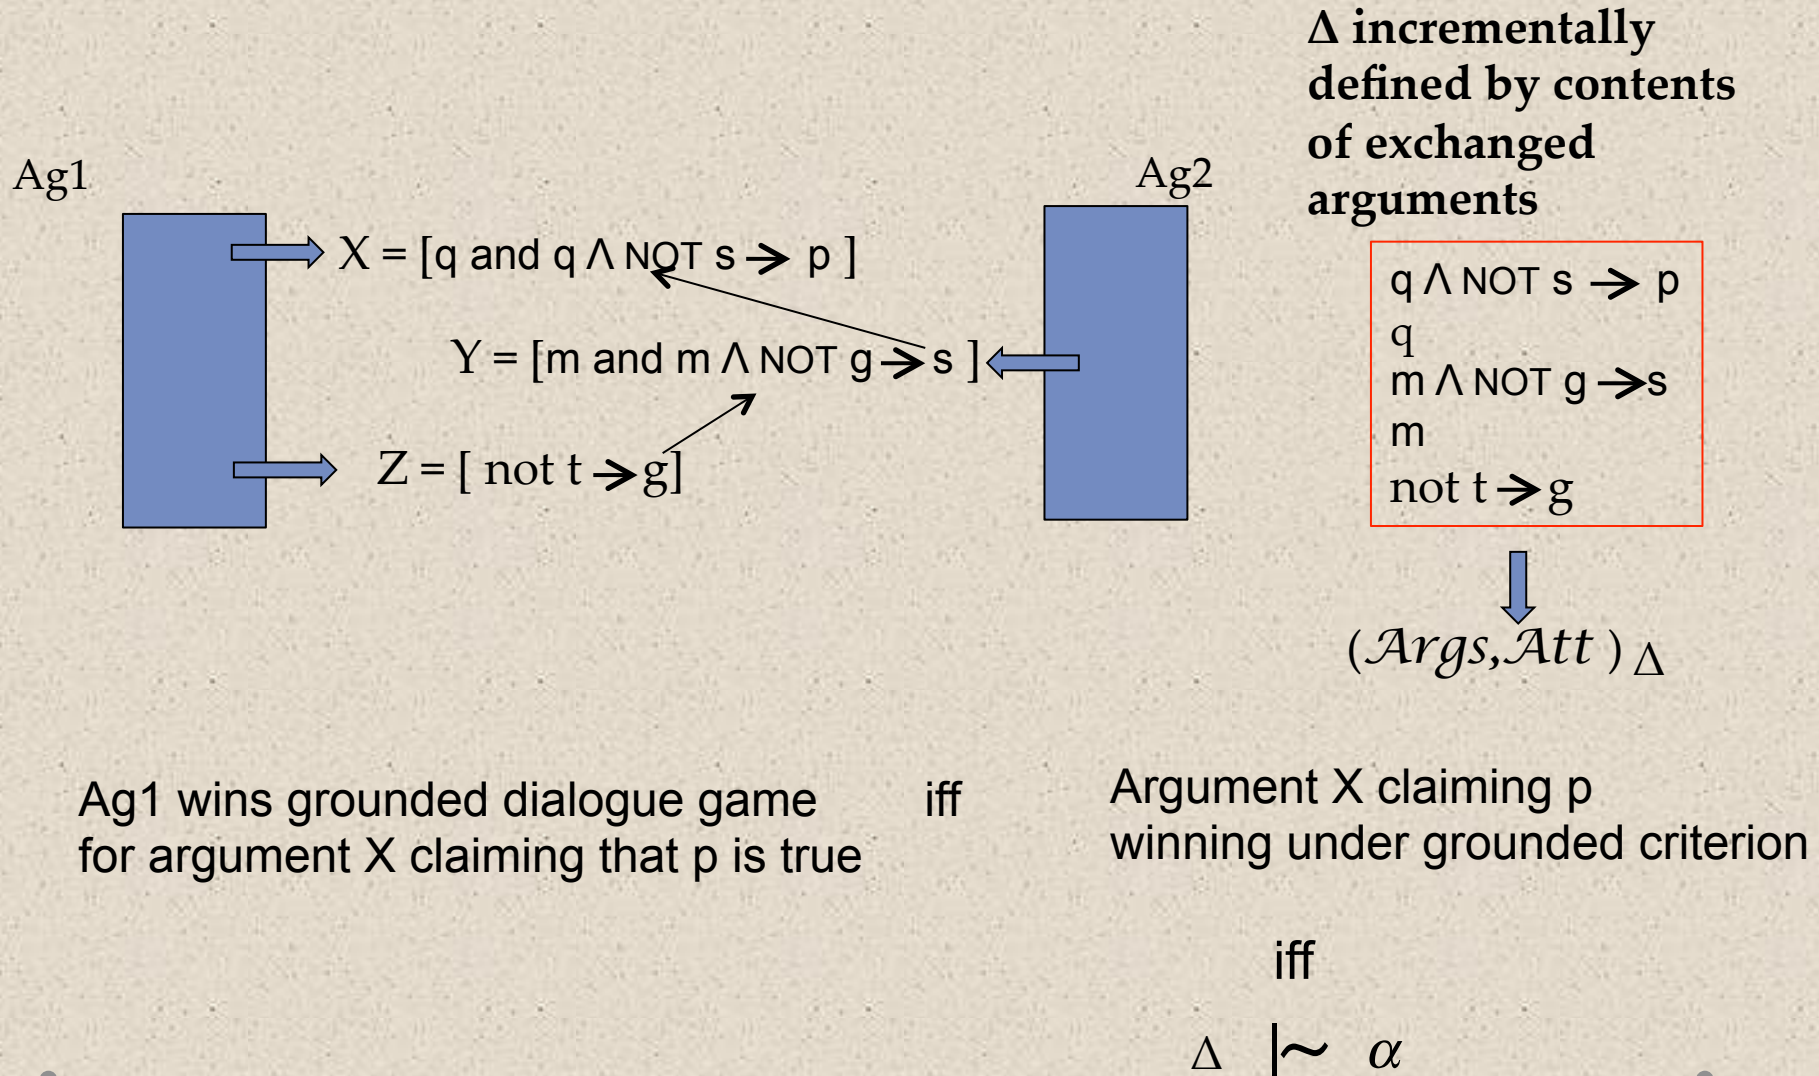 Δ incrementally
defined by contents
of exchanged
arguments
Ag1
Ag2
X = [q and q Λ NOT s → p ]
Y = [m and m Λ NOT g → s ]
Z = [ not t → g]
q Λ NOT s → p
q
m Λ NOT g → s
m
not t → g
(Args,Att ) Δ
Ag1 wins grounded dialogue game
for argument X claiming that p is true
iff
Argument X claiming p
winning under grounded criterion
iff
Δ |~ α